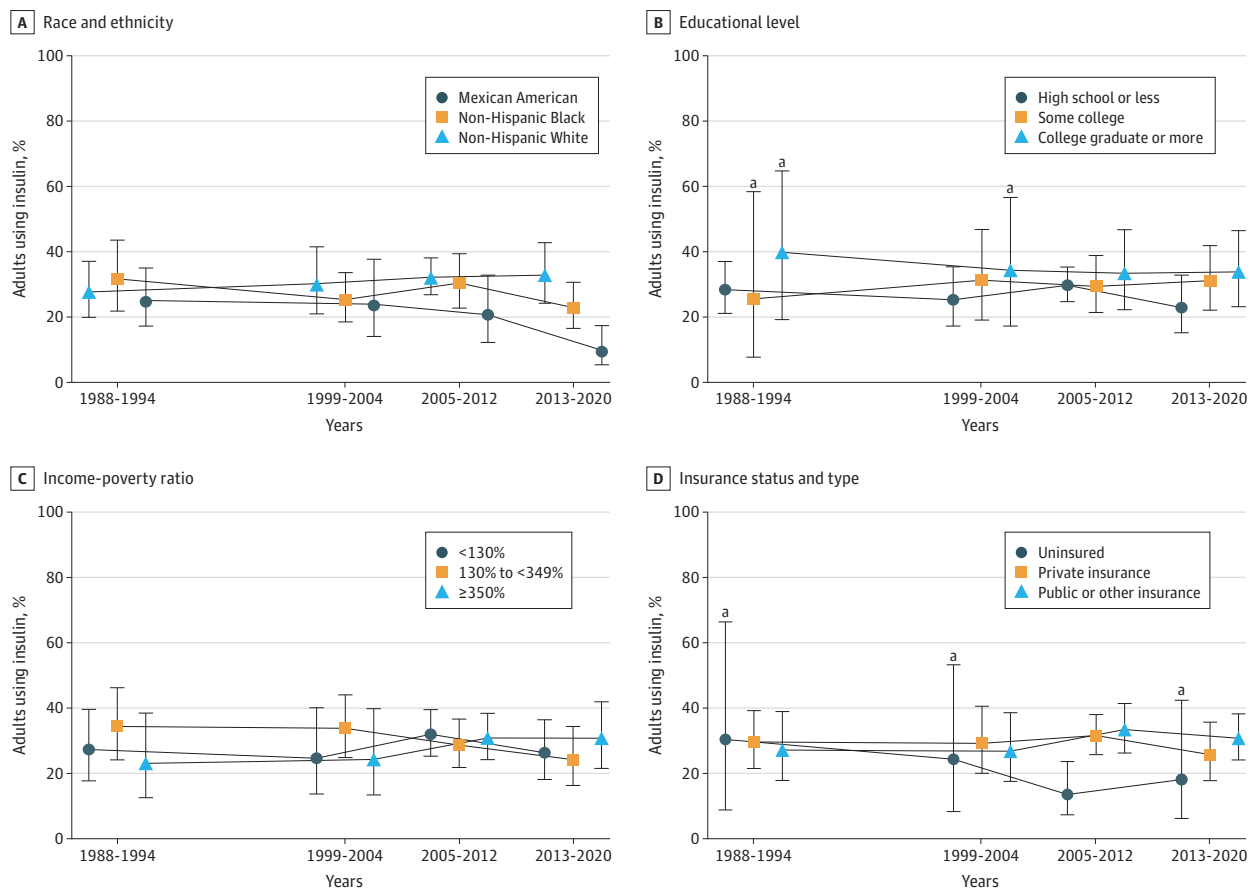 A Race and ethnicity
100
80
60
40
20
0
Adults using insulin, %
Mexican American
Non-Hispanic Black
Non-Hispanic White
1988-1994
1999-2004
2005-2012
2013-2020
Years
B Educational level
100
80
60
40
20
0
Adults using insulin, %
High school or less
Some college
College graduate or more
a
a
a
1988-1994
1999-2004
2005-2012
2013-2020
Years
C Income-poverty ratio
100
80
60
40
20
0
Adults using insulin, %
<130%
130% to <349%
≥350%
1988-1994
1999-2004
2005-2012
2013-2020
Years
D Insurance status and type
100
80
60
40
20
0
Adults using insulin, %
Uninsured
Private insurance
Public or other insurance
a
a
a
1988-1994
1999-2004
2005-2012
2013-2020
Years